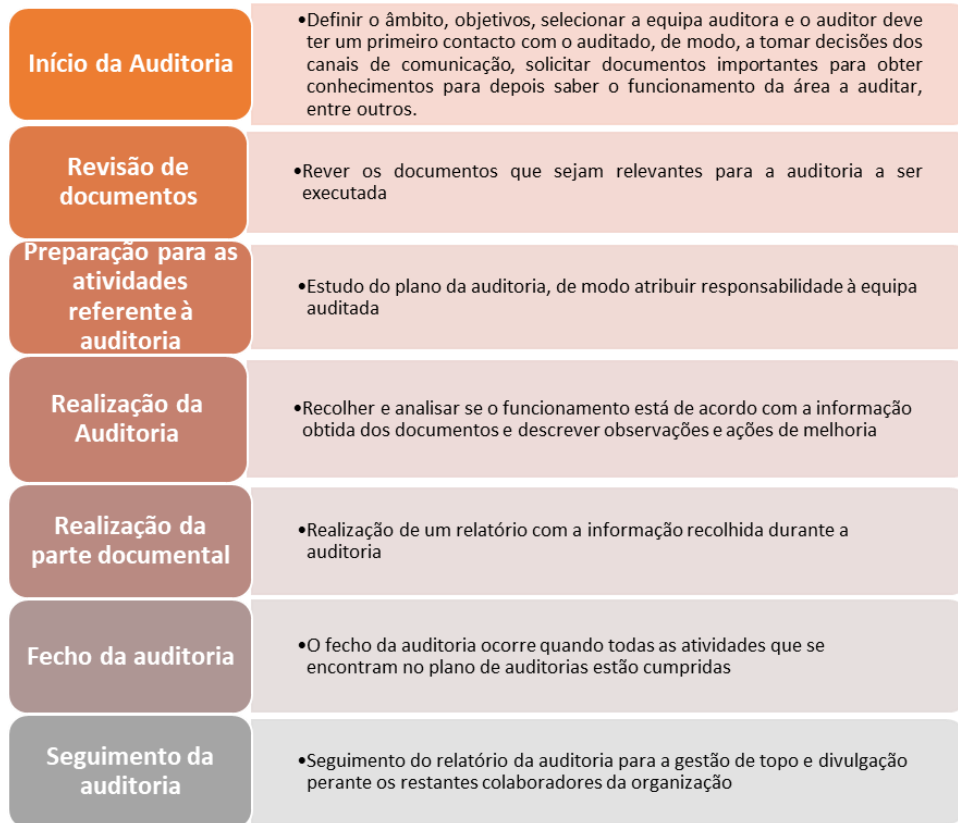 Início da Auditoria
•Definir o âmbito, objetivos, selecionar a equipa auditora e o auditor deve
ter um primeiro contacto com o auditado, de modo, a tomar decisões dos
canais de comunicação, solicitar documentos importantes para obter
conhecimentos para depois saber o funcionamento da área a auditar,
entre outros.
Revisão de
documentos
•Rever os documentos que sejam relevantes para a auditoria a ser
executada
Preparação para as
atividades
referente à
auditoria
•Estudo do plano da auditoria, de modo atribuir responsabilidade à equipa
auditada
Realização da
Auditoria
•Recolher e analisar se o funcionamento está de acordo com a informação
obtida dos documentos e descrever observações e ações de melhoria
Realização da
parte documental
•Realização de um relatório com a informação recolhida durante a
auditoria
Fecho da auditoria
•O fecho da auditoria ocorre quando todas as atividades que se
encontram no plano de auditorias estão cumpridas
Seguimento da
auditoria
•Seguimento do relatório da auditoria para a gestão de topo e divulgação
perante os restantes colaboradores da organização